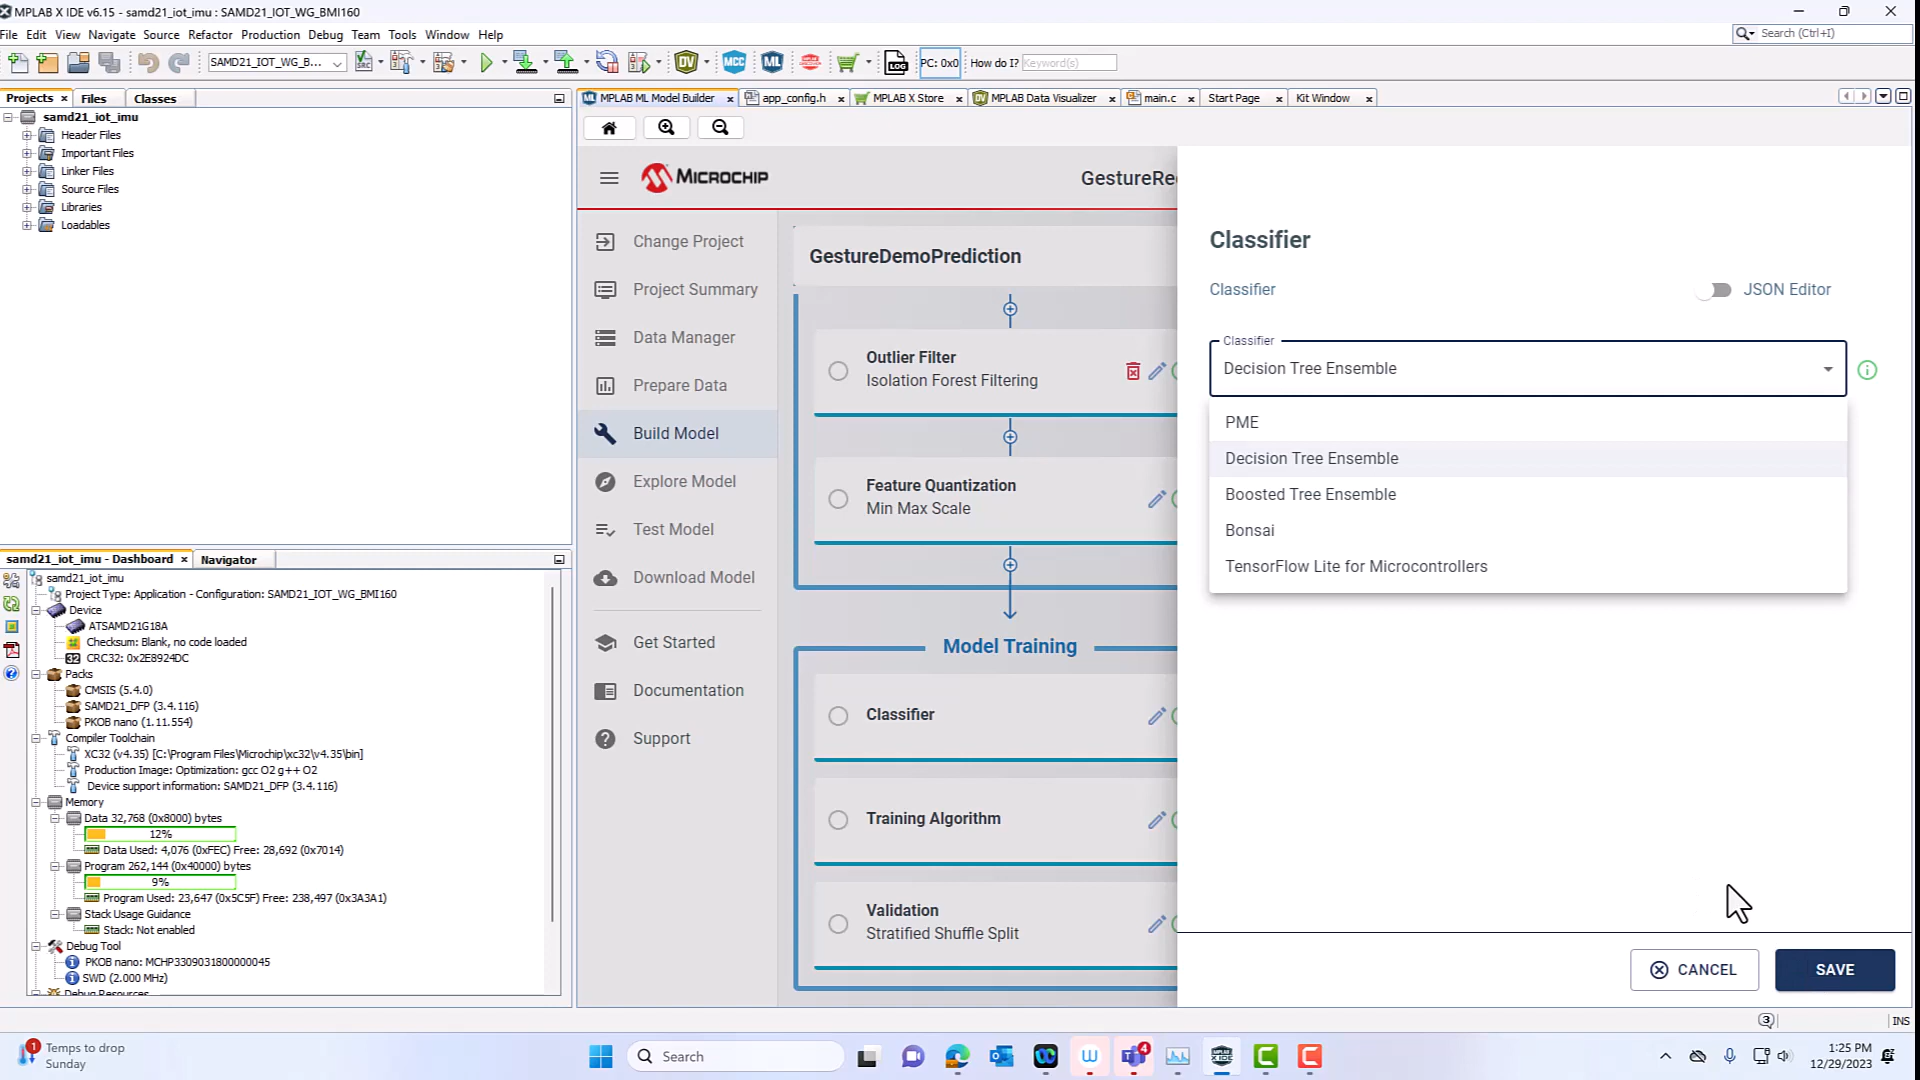 MPLAB X IDE v6.15 - samd21_iot_imu : SAMD21_IOT_WG_BMI160
File Edit View Navigate Source Refactor Production Debug Team Tools Window Help
Search (Ctrl+I)
SAMD21_IOT_WG_B...
DV
MCC
ML
LOG
PC: 0x0
How do I? Keyword(s)
Projects Files Classes
MPLAB ML Model Builder app_config.h MPLAB X Store MPLAB Data Visualizer main.c Start Page Kit Window
samd21_iot_imu
Header Files
Important Files
Linker Files
Source Files
Libraries
Loadables
MICROCHIP
GestureRe
Change Project
Project Summary
Data Manager
Prepare Data
Build Model
Explore Model
Test Model
Download Model
Get Started
Documentation
Support
GestureDemoPrediction
Outlier Filter
Isolation Forest Filtering
Feature Quantization
Min Max Scale
Model Training
Classifier
Training Algorithm
Validation
Stratified Shuffle Split
Classifier
Classifier
JSON Editor
Classifier
Decision Tree Ensemble
PME
Decision Tree Ensemble
Boosted Tree Ensemble
Bonsai
TensorFlow Lite for Microcontrollers
CANCEL
SAVE
samd21_iot_imu - Dashboard Navigator
samd21_iot_imu
Project Type: Application - Configuration: SAMD21_IOT_WG_BMI160
Device
ATSAMD21G18A
Checksum: Blank, no code loaded
CRC32: 0x2E8924DC
Packs
CMSIS (5.4.0)
SAMD21_DFP (3.4.116)
PKOB nano (1.11.554)
Compiler Toolchain
XC32 (v4.35) [C:\Program Files\Microchip\xc32\v4.35\bin]
Production Image: Optimization: gcc O2 g++ O2
Device support information: SAMD21_DFP (3.4.116)
Memory
Data 32,768 (0x8000) bytes
12%
Data Used: 4,076 (0xFEC) Free: 28,692 (0x7014)
Program 262,144 (0x40000) bytes
9%
Program Used: 23,647 (0x5C5F) Free: 238,497 (0x3A3A1)
Stack Usage Guidance
Stack: Not enabled
Debug Tool
PKOB nano: MCHP3309031800000045
SWD (2.000 MHz)
Debug Resources
3
INS
1
Temps to drop
Sunday
Search
4
1:25 PM
12/29/2023